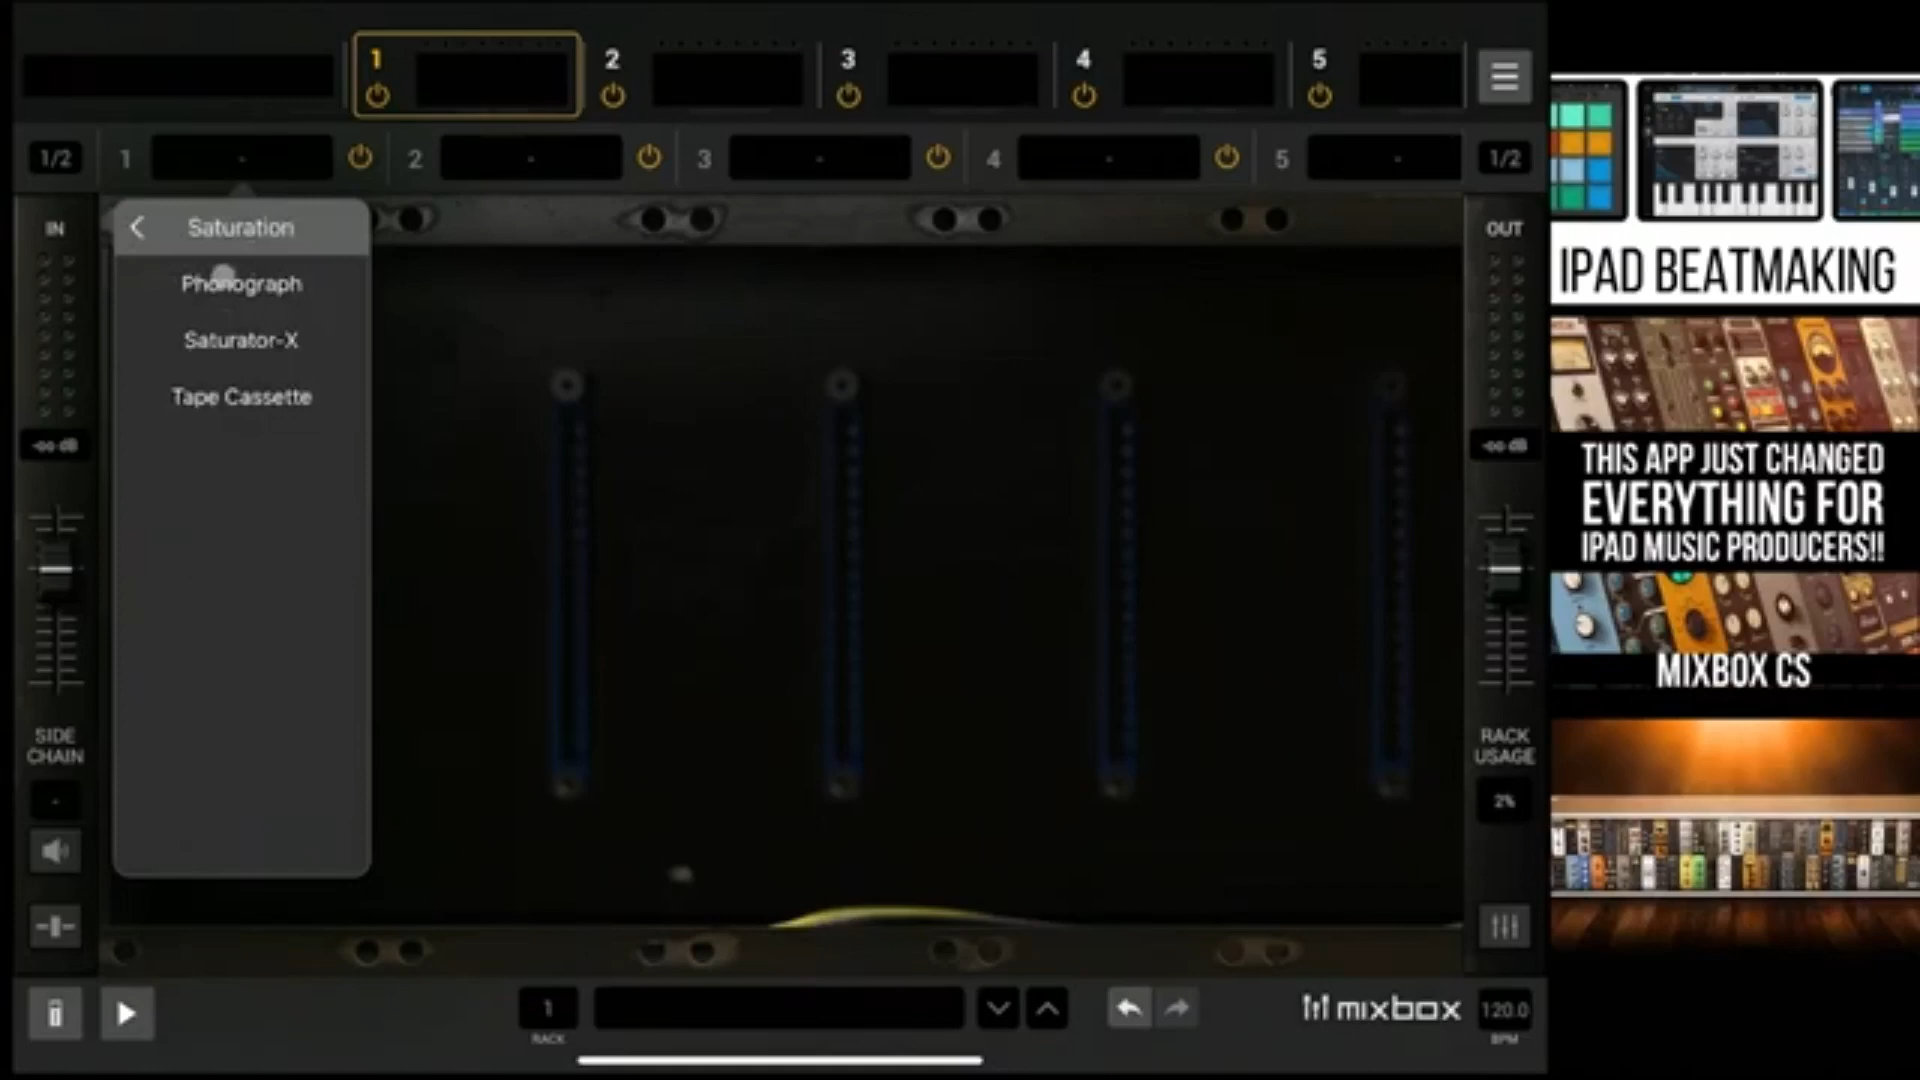 1
2
3
4
5
1/2
1
-
2
-
3
-
4
-
5
-
1/2
IN
Saturation
OUT
Phonograph
Saturator-X
Tape Cassette
-∞ dB
-∞ dB
SIDE
CHAIN
-
RACK
USAGE
2%
1
RACK
mixbox
120.0
BPM
IPAD BEATMAKING
THIS APP JUST CHANGED
EVERYTHING FOR
IPAD MUSIC PRODUCERS!!
MIXBOX CS